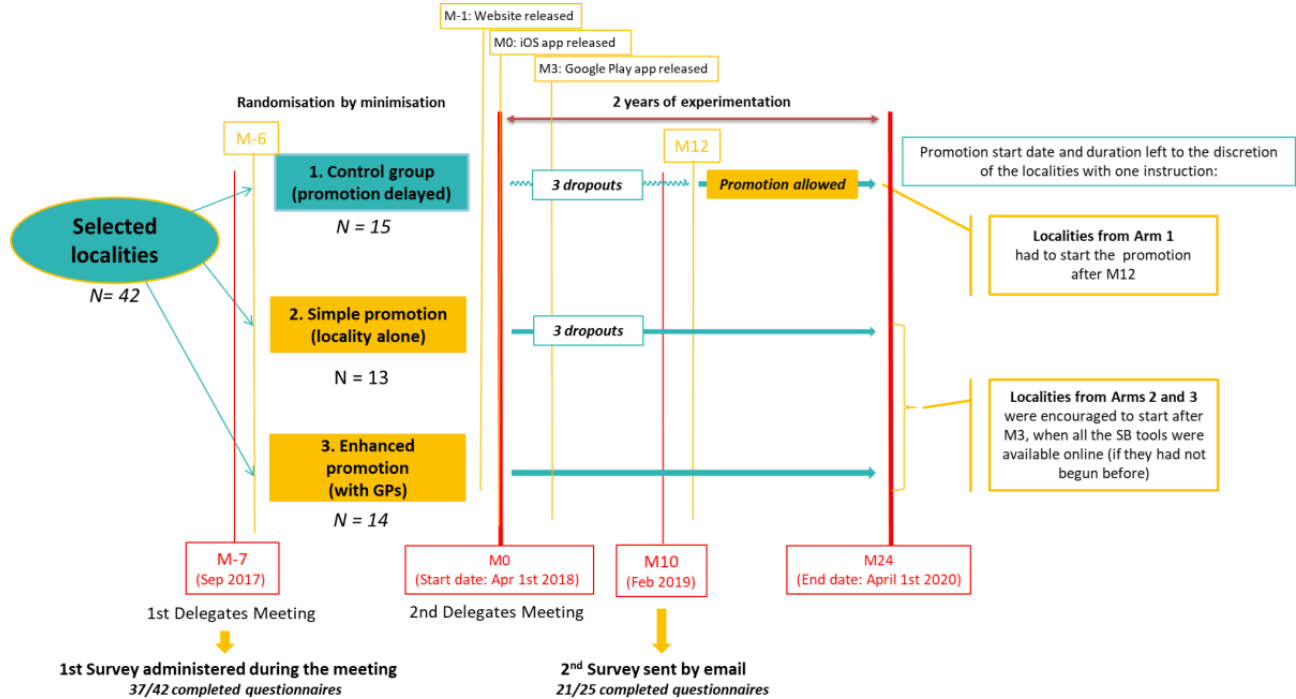 M-1: Website released
M0: iOS app released
M3: Google Play app released
Randomisation by minimisation
2 years of experimentation
M-6
M12
1. Control group
(promotion delayed)
N = 15
3 dropouts
Promotion allowed
Promotion start date and duration left to the discretion
of the localities with one instruction:
Selected
localities
N= 42
Localities from Arm 1
had to start the promotion
after M12
2. Simple promotion
(locality alone)
N = 13
3 dropouts
Localities from Arms 2 and 3
were encouraged to start after
M3, when all the SB tools were
available online (if they had not
begun before)
3. Enhanced
promotion
(with GPs)
N = 14
M-7
(Sep 2017)
M0
(Start date: Apr 1st 2018)
M10
(Feb 2019)
M24
(End date: April 1st 2020)
1st Delegates Meeting
2nd Delegates Meeting
1st Survey administered during the meeting
37/42 completed questionnaires
2nd Survey sent by email
21/25 completed questionnaires